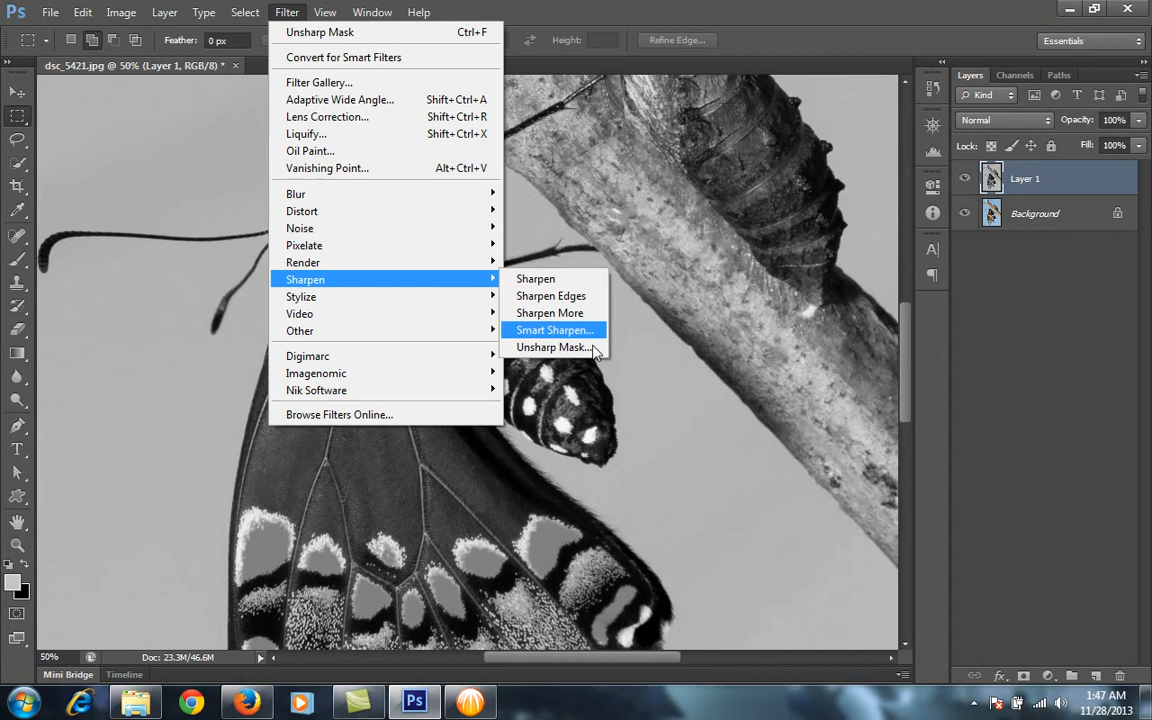 Ps File Edit Image Layer Type Select Filter View Window Help
Feather: 0 px Height: Refine Edge... Essentials
dsc_5421.jpg @ 50% (Layer 1, RGB/8) * ×
Unsharp Mask Ctrl+F
Convert for Smart Filters
Filter Gallery...
Adaptive Wide Angle... Shift+Ctrl+A
Lens Correction... Shift+Ctrl+R
Liquify... Shift+Ctrl+X
Oil Paint...
Vanishing Point... Alt+Ctrl+V
Blur
Distort
Noise
Pixelate
Render
Sharpen
Stylize
Video
Other
Digimarc
Imagenomic
Nik Software
Browse Filters Online...
Sharpen
Sharpen Edges
Sharpen More
Smart Sharpen...
Unsharp Mask...
Layers Channels Paths
Kind
Normal Opacity: 100%
Lock: Fill: 100%
Layer 1
Background
50% Doc: 23.3M/46.6M
Mini Bridge Timeline
Ps
1:47 AM
11/28/2013